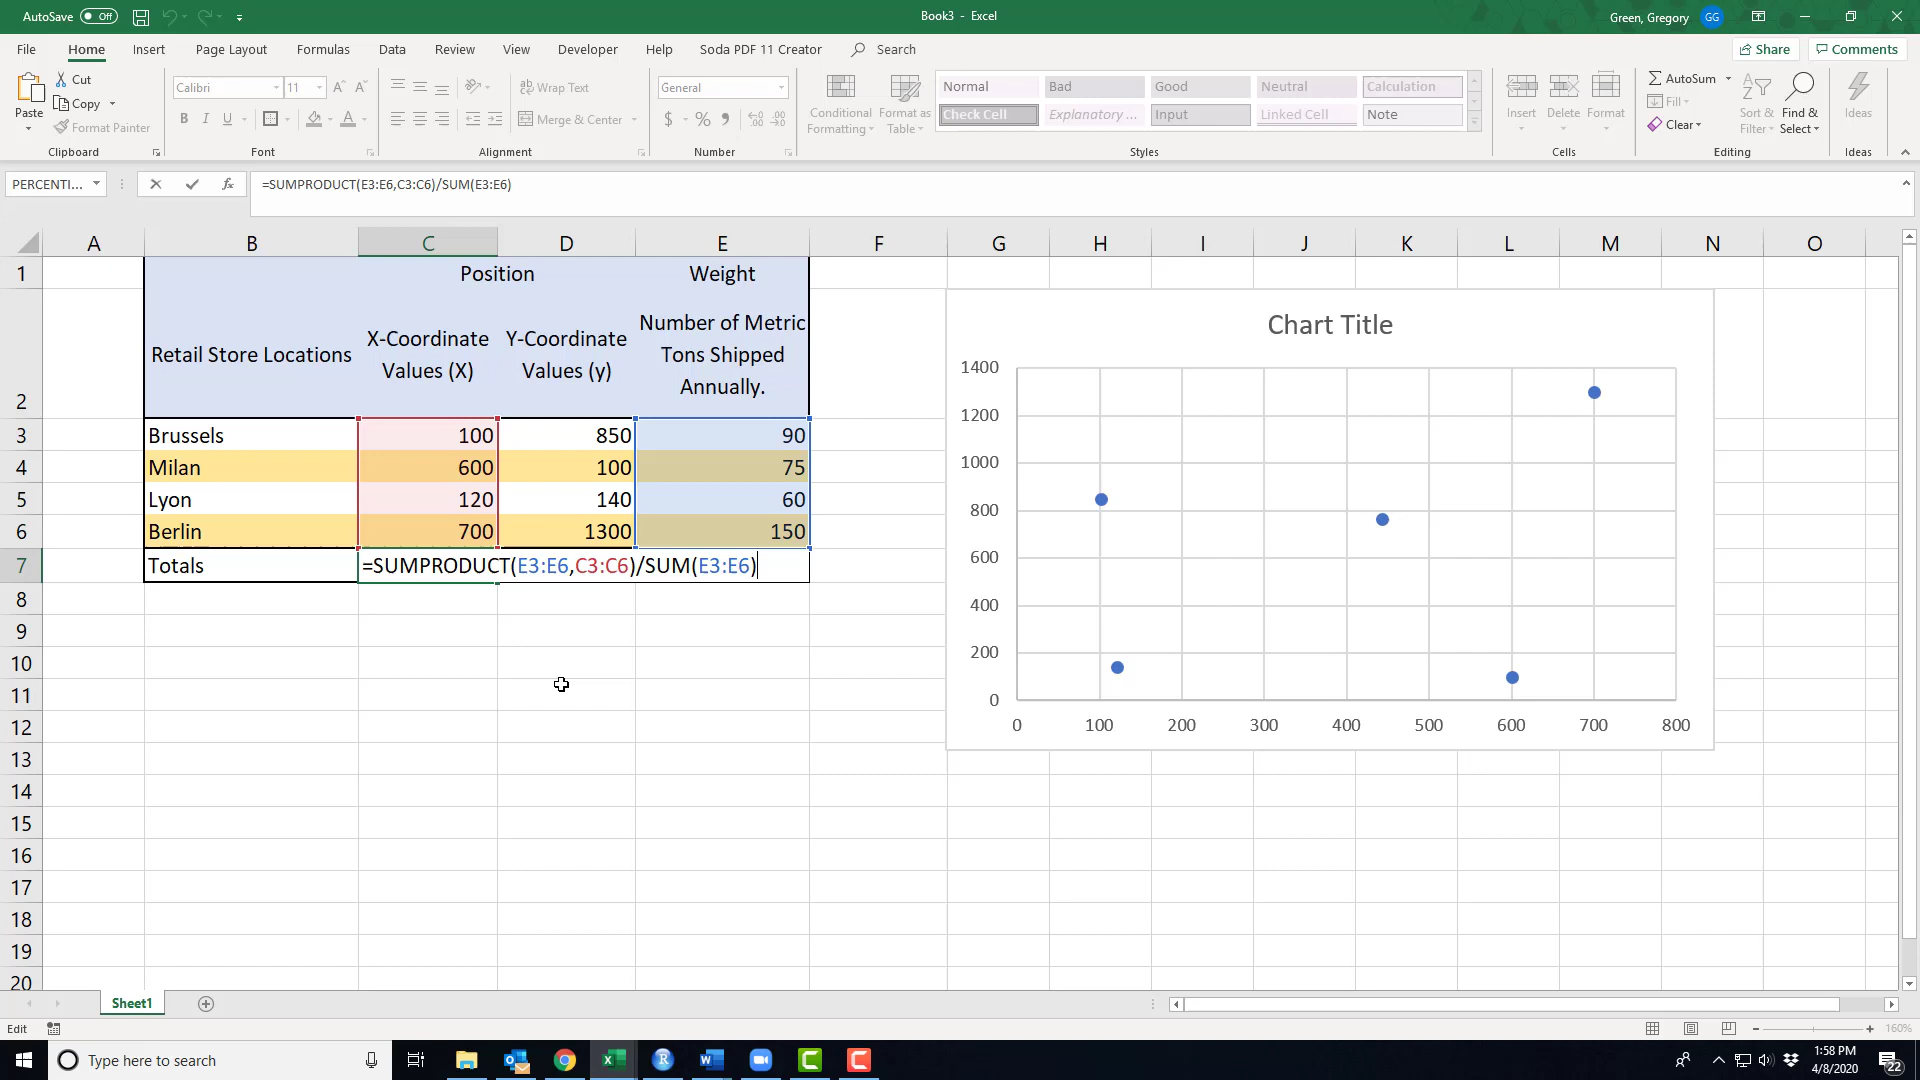 AutoSave Off
Book3 - Excel
Green, Gregory GG
File Home Insert Page Layout Formulas Data Review View Developer Help Soda PDF 11 Creator Search
Share Comments
Paste
Cut
Copy
Format Painter
Clipboard
Calibri 11
B I U
Font
Wrap Text
Merge & Center
Alignment
General
$ % ,
Number
Conditional Formatting
Format as Table
Normal Bad Good Neutral Calculation
Check Cell Explanatory ... Input Linked Cell Note
Styles
Insert Delete Format
Cells
AutoSum
Fill
Clear
Sort & Filter
Find & Select
Editing
Ideas
Ideas
PERCENTI... fx =SUMPRODUCT(E3:E6,C3:C6)/SUM(E3:E6)
A B C D E F G H I J K L M N O
1 Position Weight
2 Retail Store Locations
X-Coordinate Values (X)
Y-Coordinate Values (y)
Number of Metric Tons Shipped Annually.
3 Brussels 100 850 90
4 Milan 600 100 75
5 Lyon 120 140 60
6 Berlin 700 1300 150
7 Totals =SUMPRODUCT(E3:E6,C3:C6)/SUM(E3:E6)
8
9
10
11
12
13
14
15
16
17
18
19
20
Chart Title
1400
1200
1000
800
600
400
200
0
0 100 200 300 400 500 600 700 800
Sheet1
Edit
160%
Type here to search
1:58 PM
4/8/2020
22